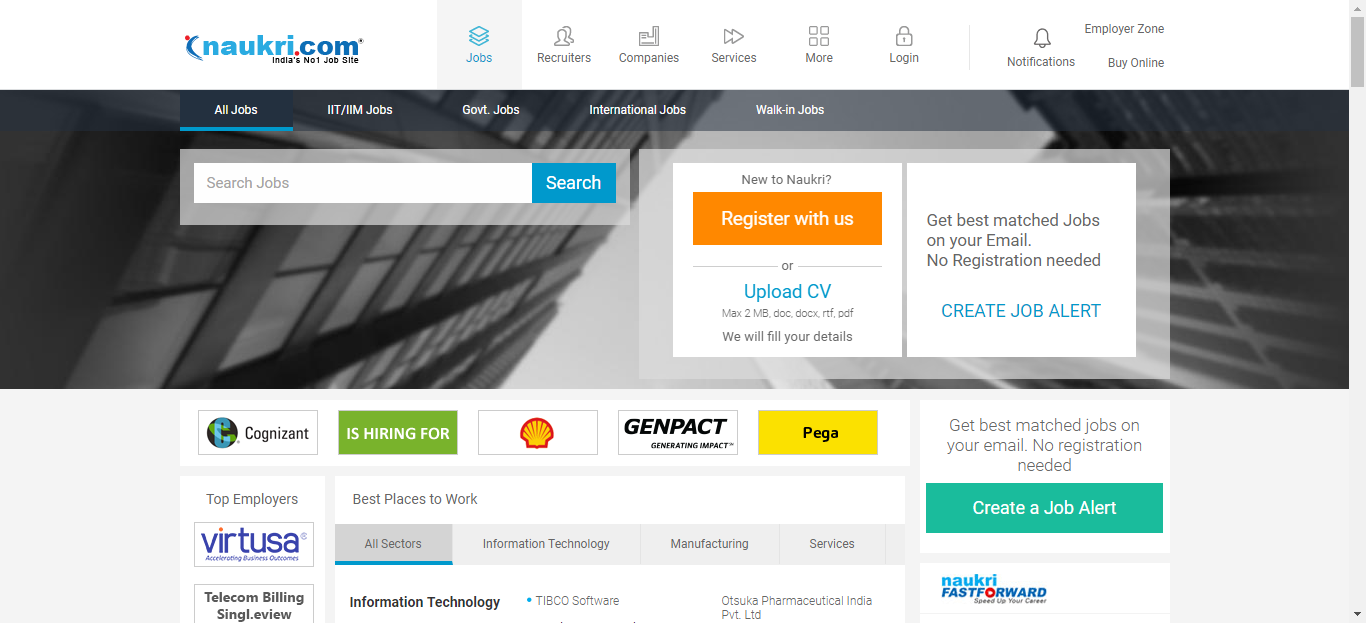 naukri.com
India's No1 Job Site
Jobs
Recruiters
Companies
Services
More
Login
Notifications
Employer Zone
Buy Online
All Jobs
IIT/IIM Jobs
Govt. Jobs
International Jobs
Walk-in Jobs
Search Jobs
Search
New to Naukri?
Register with us
or
Upload CV
Max 2 MB, doc, docx, rtf, pdf
We will fill your details
Get best matched Jobs
on your Email.
No Registration needed
CREATE JOB ALERT
Cognizant
IS HIRING FOR
GENPACT
GENERATING IMPACT℠
Pega
Get best matched jobs on
your email. No registration
needed
Create a Job Alert
Top Employers
virtusa®
Accelerating Business Outcomes
Telecom Billing
Singl.eview
Best Places to Work
All Sectors
Information Technology
Manufacturing
Services
Information Technology
• TIBCO Software
Otsuka Pharmaceutical India
Pvt. Ltd
naukri
FASTFORWARD
Speed Up Your Career